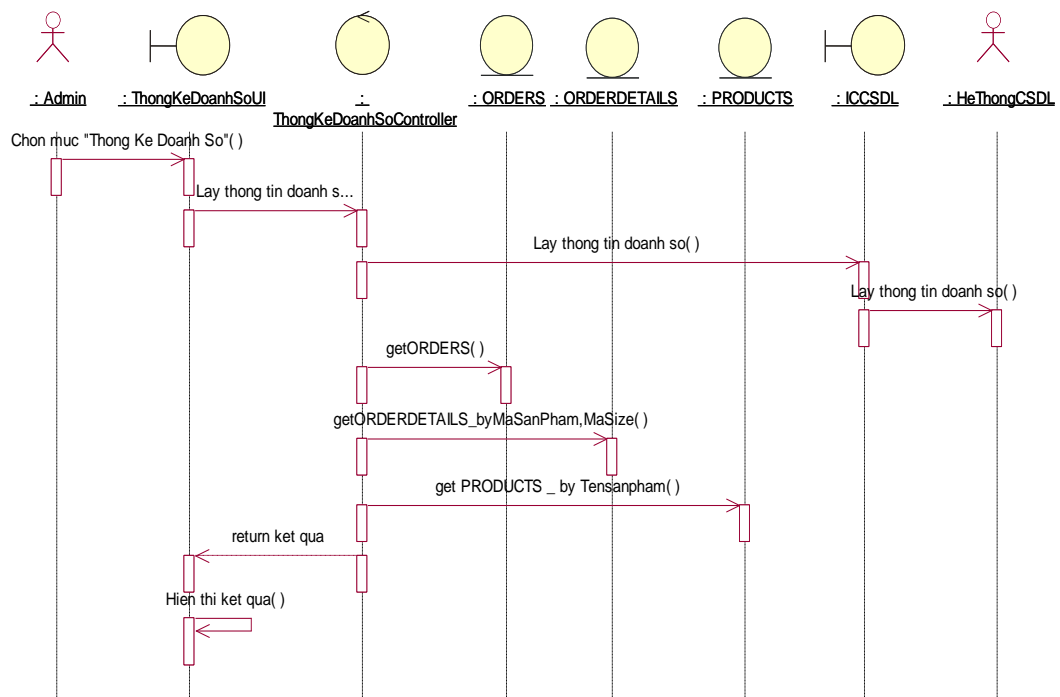 : Admin
: ThongKeDoanhSoUI
:
ThongKeDoanhSoController
: ORDERS
: ORDERDETAILS
: PRODUCTS
: ICCSDL
: HeThongCSDL
Chon muc "Thong Ke Doanh So"( )
Lay thong tin doanh s...
Lay thong tin doanh so( )
Lay thong tin doanh so( )
getORDERS( )
getORDERDETAILS_byMaSanPham,MaSize( )
get PRODUCTS _ by Tensanpham( )
return ket qua
Hien thi ket qua( )